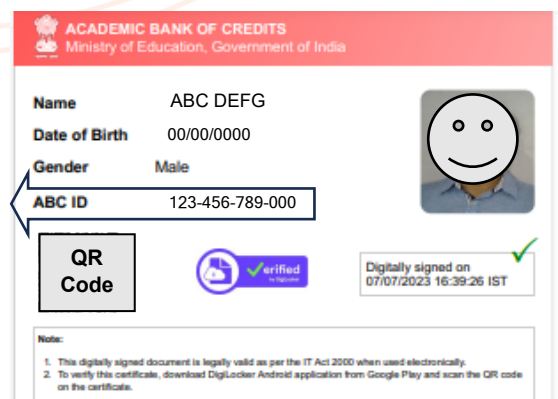 ACADEMIC BANK OF CREDITS
Ministry of Education, Government of India
Name ABC DEFG
Date of Birth 00/00/0000
Gender Male
ABC ID 123-456-789-000
QR
Code
Verified
by DigiLocker
Digitally signed on
07/07/2023 16:39:26 IST
Note:
1. This digitally signed document is legally valid as per the IT Act 2000 when used electronically.
2. To verify this certificate, download DigiLocker Android application from Google Play and scan the QR code
on the certificate.